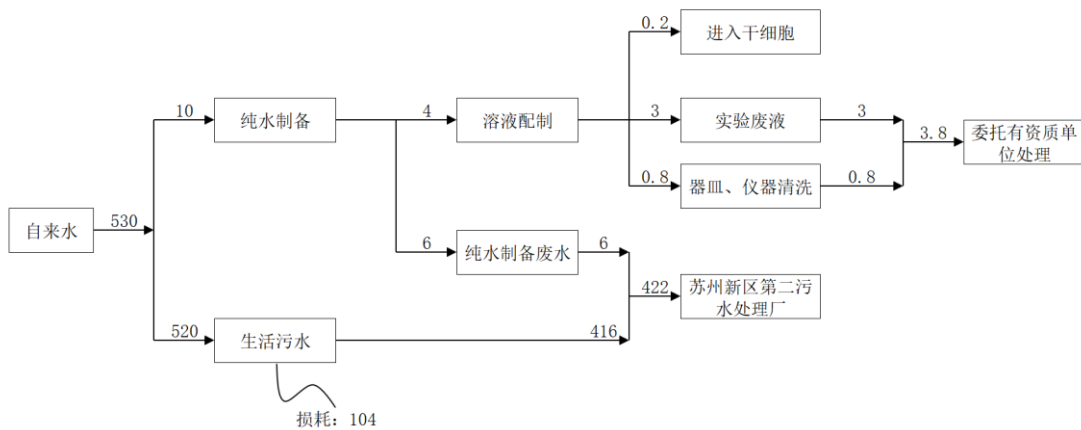 0.2
进入干细胞
10
纯水制备
4
溶液配制
3
实验废液
3
3.8
委托有资质单
位处理
0.8
器皿、仪器清洗
0.8
自来水
530
6
纯水制备废水
6
422
苏州新区第二污
水处理厂
520
生活污水
416
损耗：104